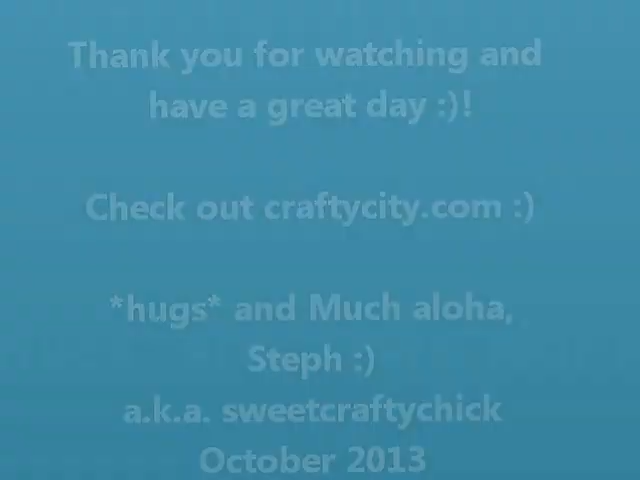 Thank you for watching and
have a great day :)!
Check out craftycity.com :)
*hugs* and Much aloha,
Steph :)
a.k.a. sweetcraftychick
October 2013